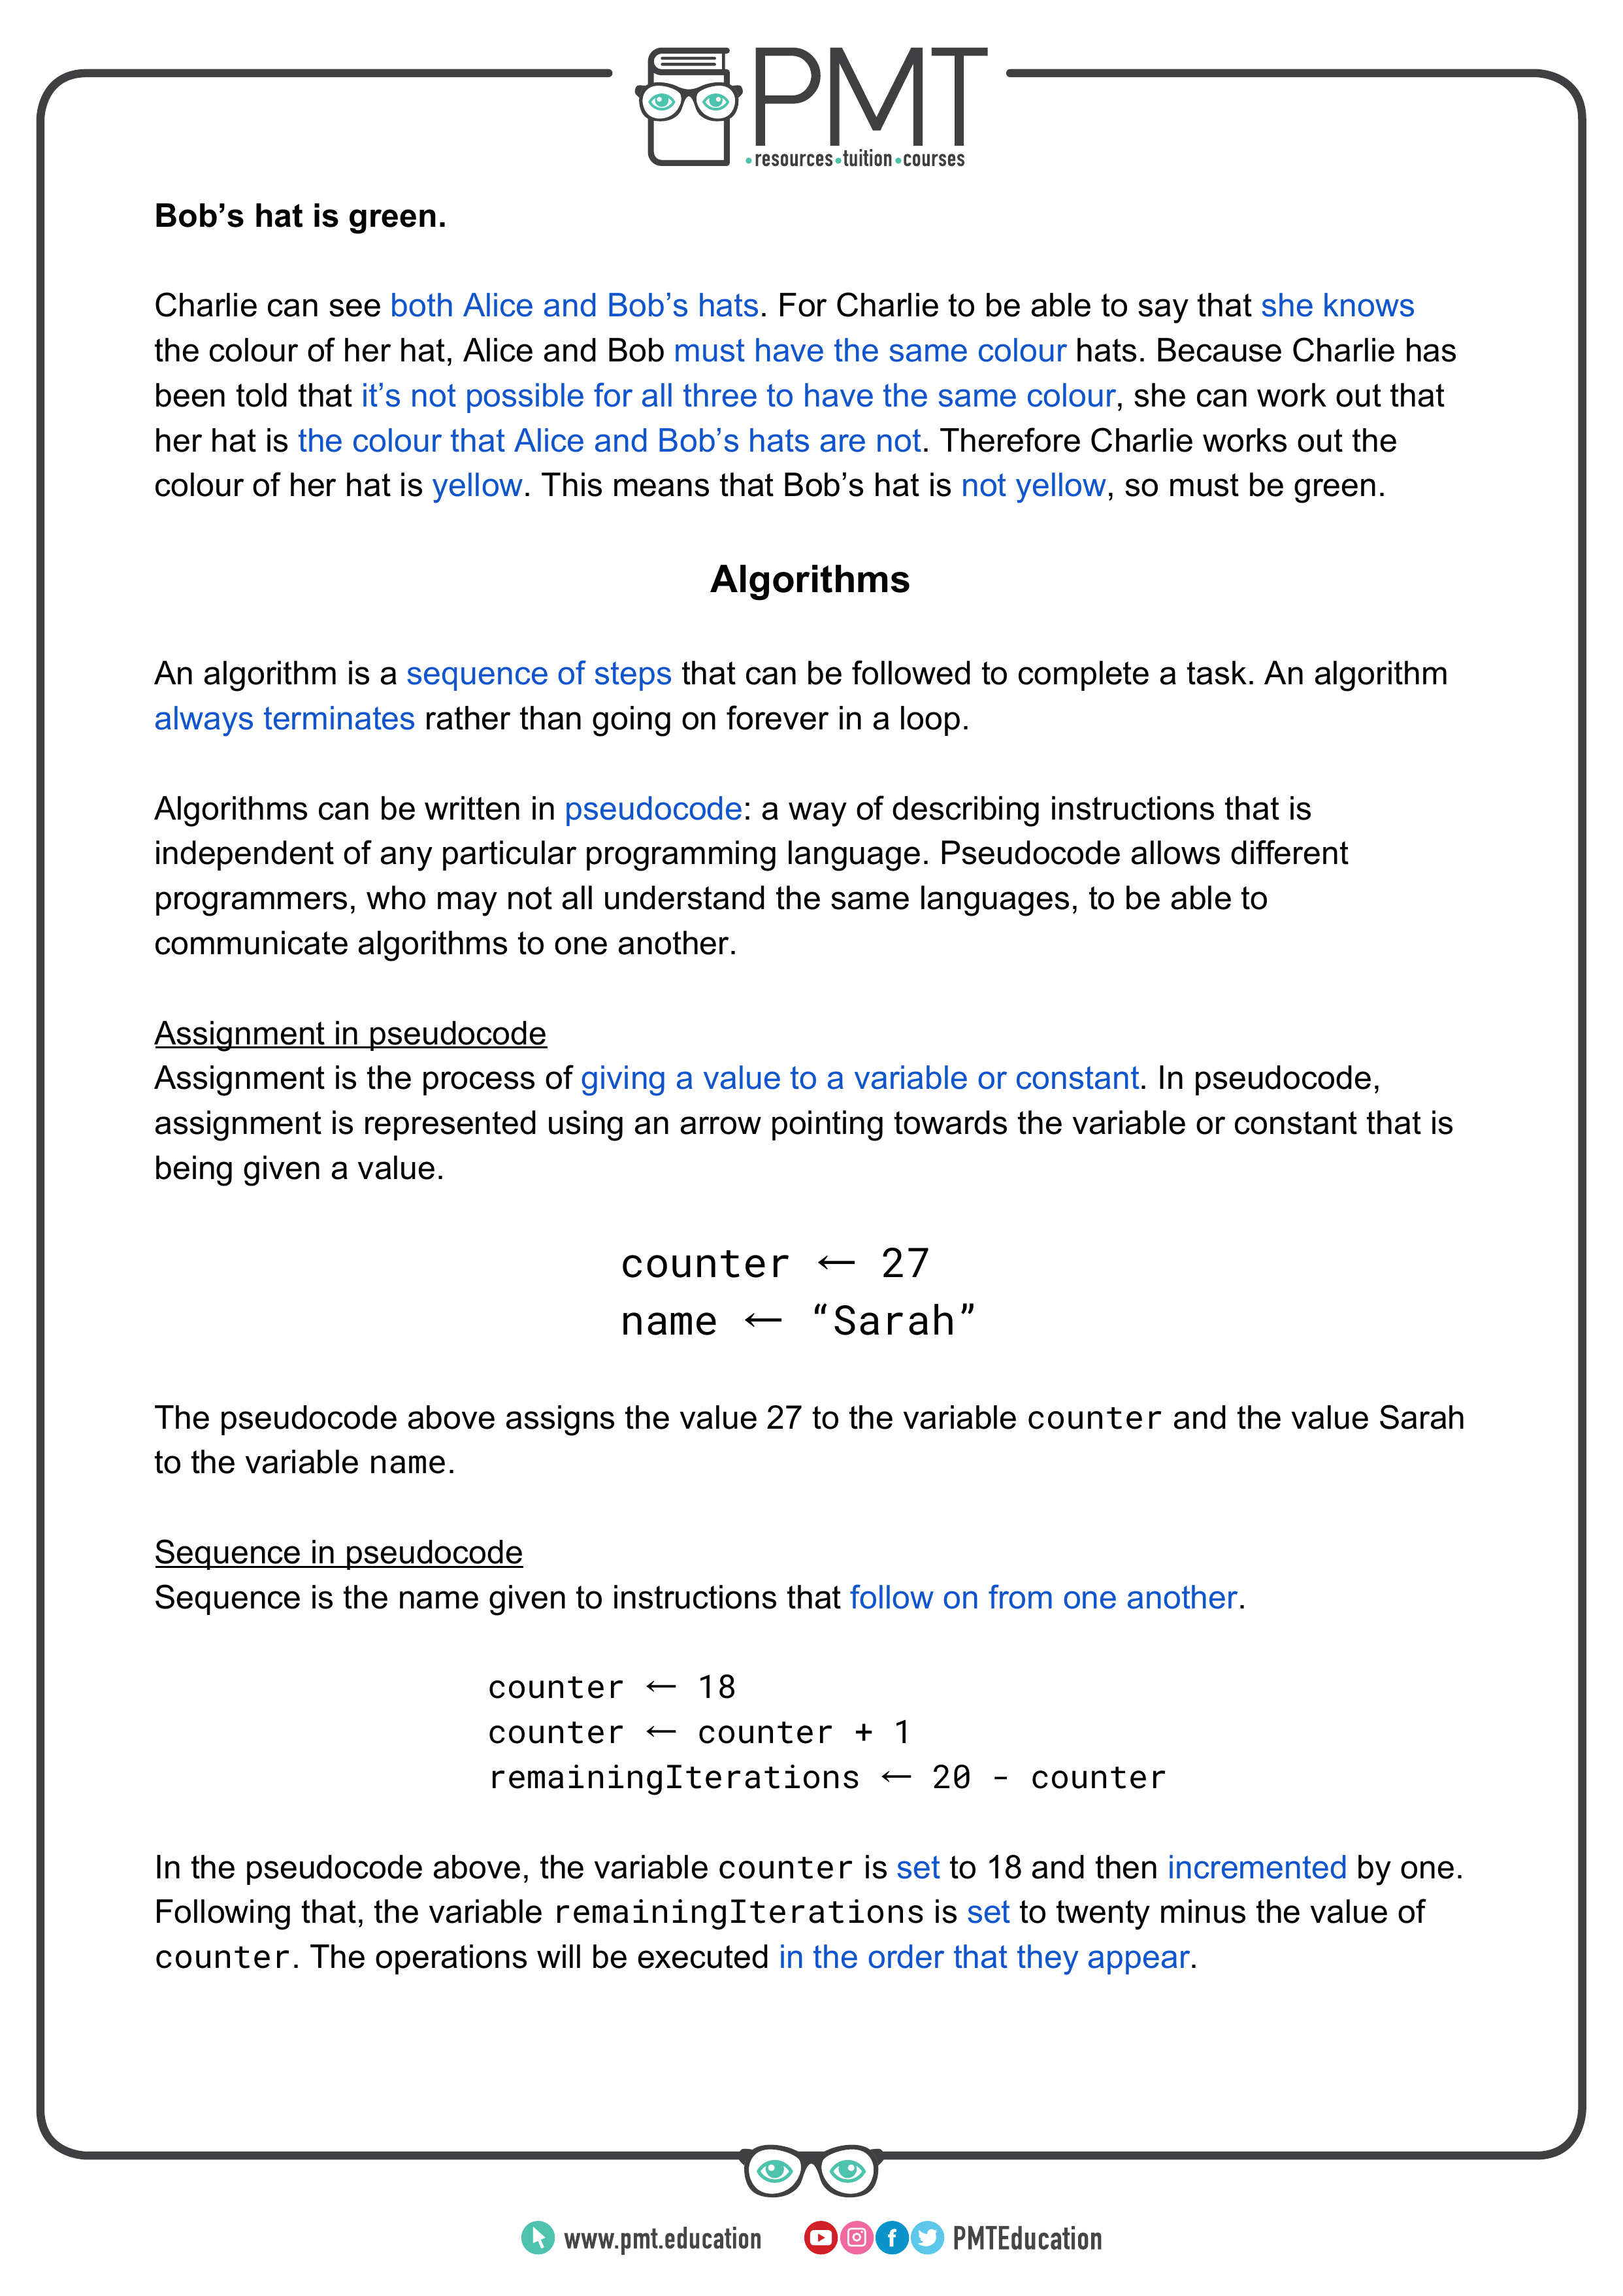 PMT
•resources•tuition•courses
Bob’s hat is green.
Charlie can see both Alice and Bob’s hats. For Charlie to be able to say that she knows
the colour of her hat, Alice and Bob must have the same colour hats. Because Charlie has
been told that it’s not possible for all three to have the same colour, she can work out that
her hat is the colour that Alice and Bob’s hats are not. Therefore Charlie works out the
colour of her hat is yellow. This means that Bob’s hat is not yellow, so must be green.
Algorithms
An algorithm is a sequence of steps that can be followed to complete a task. An algorithm
always terminates rather than going on forever in a loop.
Algorithms can be written in pseudocode: a way of describing instructions that is
independent of any particular programming language. Pseudocode allows different
programmers, who may not all understand the same languages, to be able to
communicate algorithms to one another.
Assignment in pseudocode
Assignment is the process of giving a value to a variable or constant. In pseudocode,
assignment is represented using an arrow pointing towards the variable or constant that is
being given a value.
counter ← 27
name ← “Sarah”
The pseudocode above assigns the value 27 to the variable counter and the value Sarah
to the variable name.
Sequence in pseudocode
Sequence is the name given to instructions that follow on from one another.
counter ← 18
counter ← counter + 1
remainingIterations ← 20 - counter
In the pseudocode above, the variable counter is set to 18 and then incremented by one.
Following that, the variable remainingIterations is set to twenty minus the value of
counter. The operations will be executed in the order that they appear.
www.pmt.education
PMTEducation